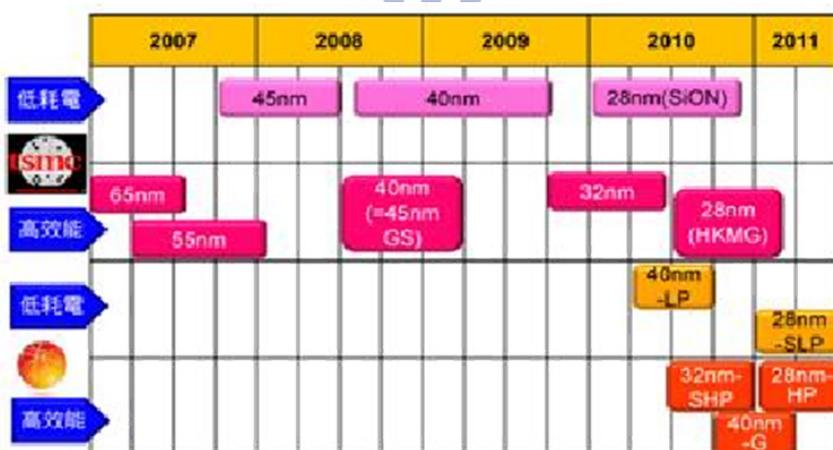 2007 2008 2009 2010 2011
低耗電 45nm 40nm 28nm(SiON)
tsmc
65nm 40nm 32nm
(=45nm 28nm
高效能 55nm GS) (HKMG)
40nm
-LP
低耗電 28nm
-SLP
32nm- 28nm-
SHP HP
高效能 40nm
-G